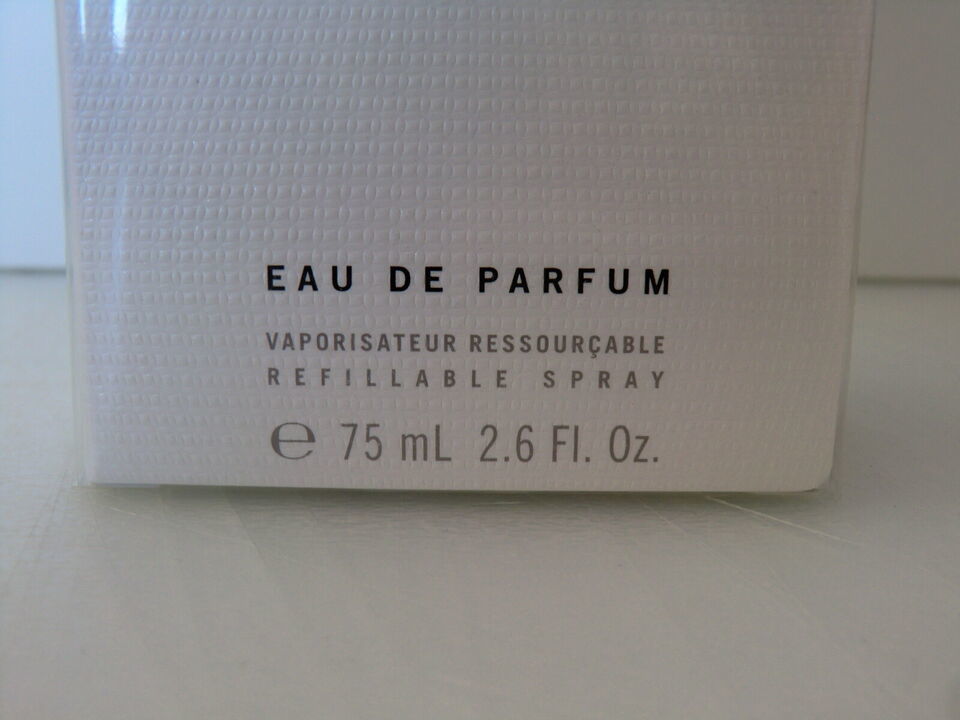 EAU DE PARFUM
VAPORISATEUR RESSOURÇABLE
REFILLABLE SPRAY
℮ 75 mL 2.6 Fl. Oz.